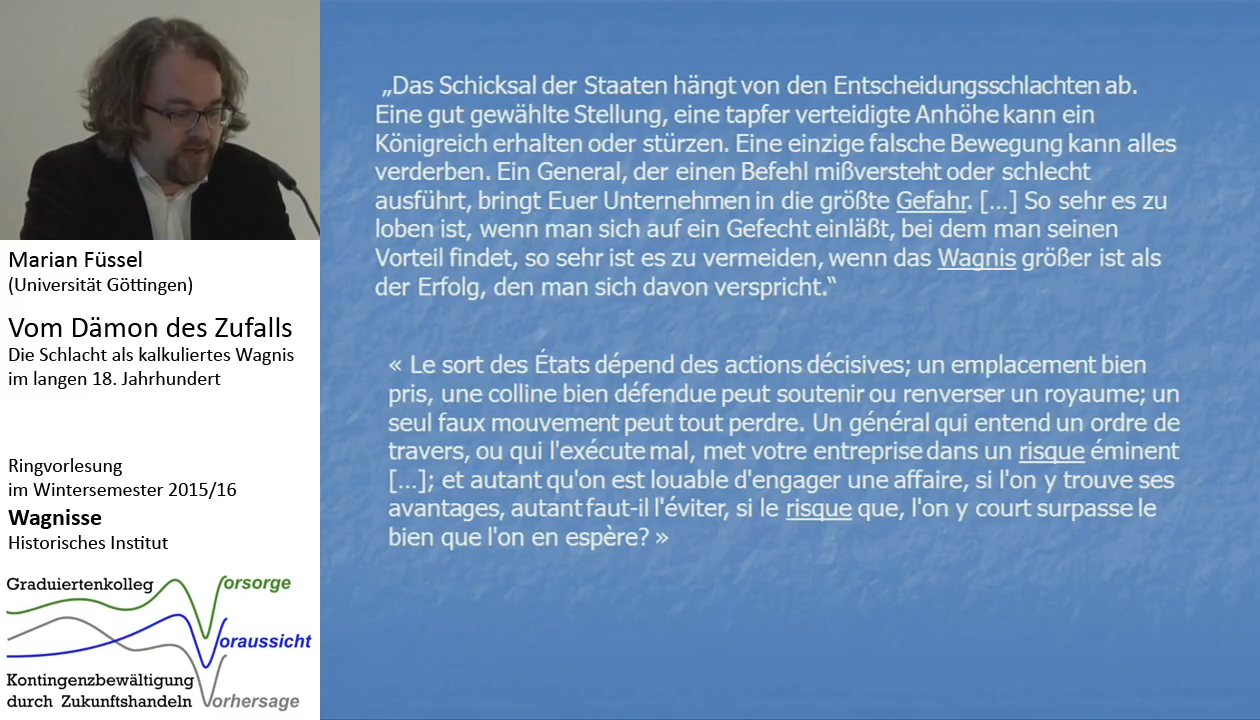 Marian Füssel
(Universität Göttingen)
Vom Dämon des Zufalls
Die Schlacht als kalkuliertes Wagnis
im langen 18. Jahrhundert
Ringvorlesung
im Wintersemester 2015/16
Wagnisse
Historisches Institut
Graduiertenkolleg
Vorsorge
Voraussicht
Kontingenzbewältigung
durch Zukunftshandeln
Vorhersage
„Das Schicksal der Staaten hängt von den Entscheidungsschlachten ab.
Eine gut gewählte Stellung, eine tapfer verteidigte Anhöhe kann ein
Königreich erhalten oder stürzen. Eine einzige falsche Bewegung kann alles
verderben. Ein General, der einen Befehl mißversteht oder schlecht
ausführt, bringt Euer Unternehmen in die größte Gefahr. [...] So sehr es zu
loben ist, wenn man sich auf ein Gefecht einläßt, bei dem man seinen
Vorteil findet, so sehr ist es zu vermeiden, wenn das Wagnis größer ist als
der Erfolg, den man sich davon verspricht.“
« Le sort des États dépend des actions décisives; un emplacement bien
pris, une colline bien défendue peut soutenir ou renverser un royaume; un
seul faux mouvement peut tout perdre. Un général qui entend un ordre de
travers, ou qui l'exécute mal, met votre entreprise dans un risque éminent
[...]; et autant qu'on est louable d'engager une affaire, si l'on y trouve ses
avantages, autant faut-il l'éviter, si le risque que, l'on y court surpasse le
bien que l'on en espère? »